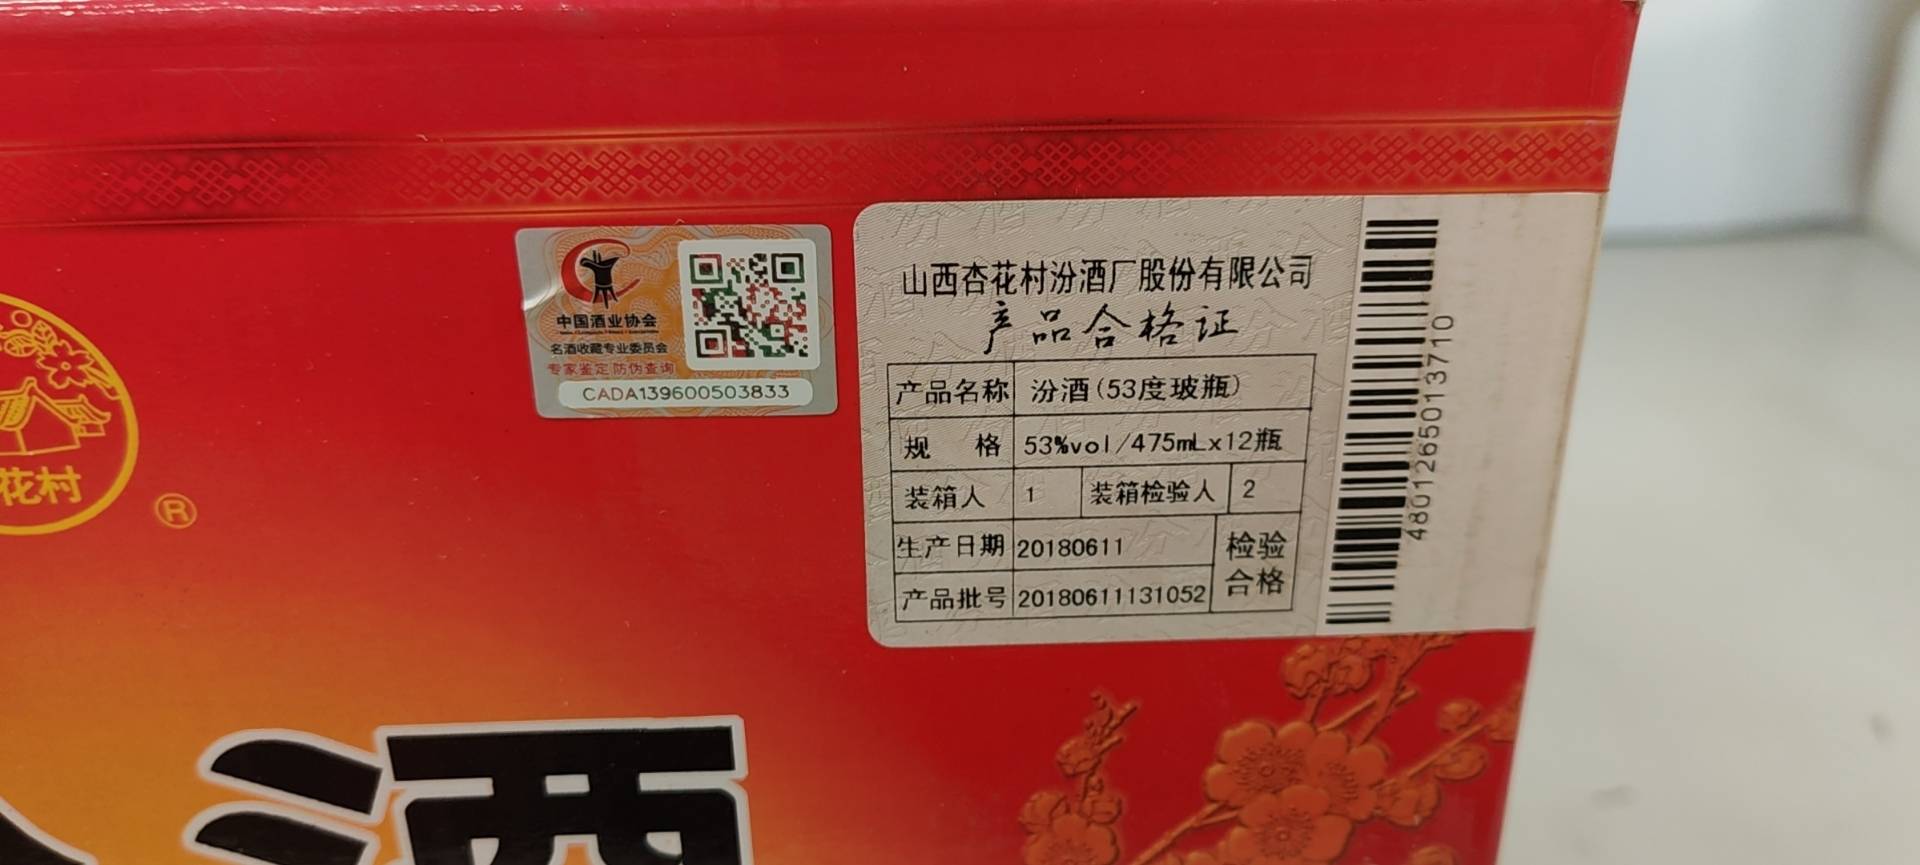 花村
®
中国酒业协会
名酒收藏专业委员会
专家鉴定 防伪查询
CADA139600503833
山西杏花村汾酒厂股份有限公司
产品合格证
产品名称 汾酒(53度玻瓶)
规 格 53%vol/475mLx12瓶
装箱人 1 装箱检验人 2
生产日期 20180611 检验
产品批号 20180611131052 合格
4801265013710
酒